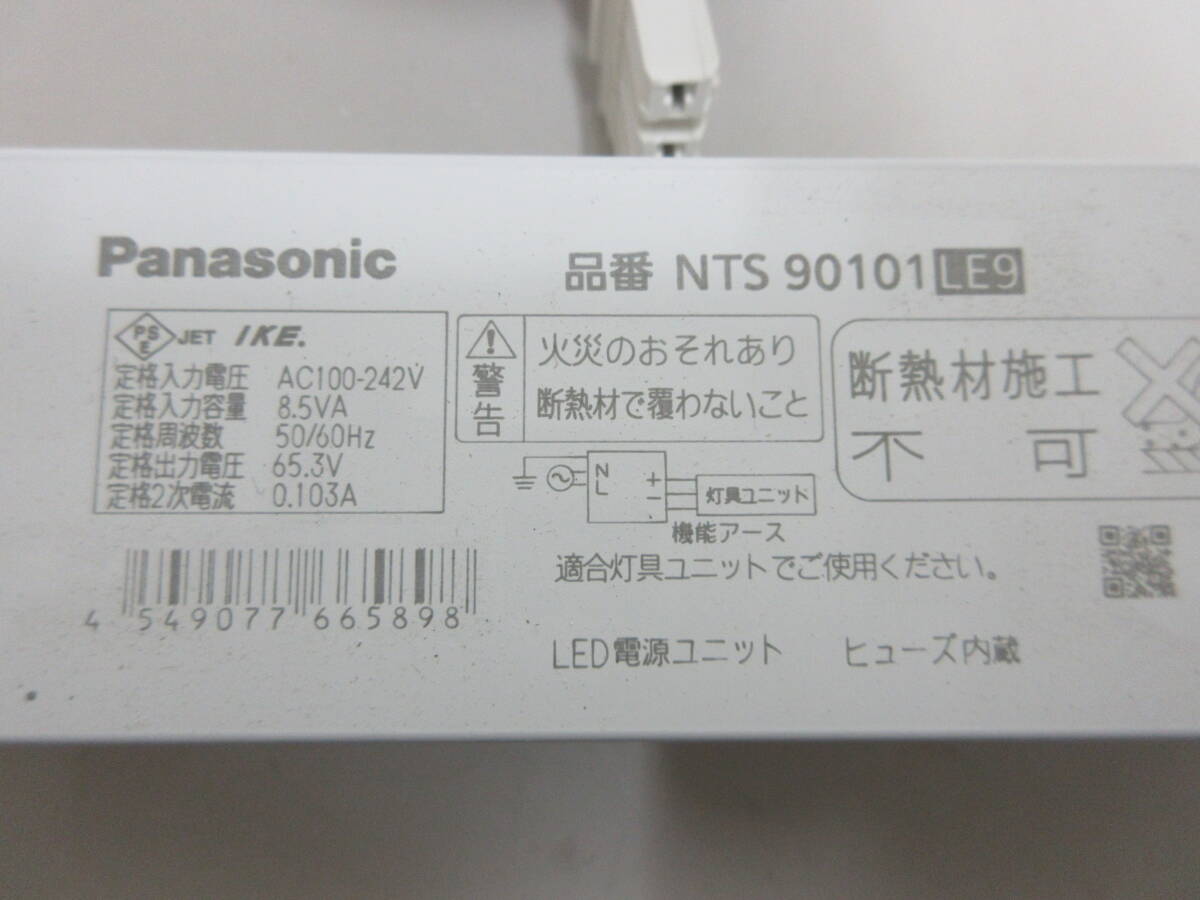 Panasonic
品番 NTS 90101 LE9
PS E JET IKE.
定格入力電圧 AC100-242V
定格入力容量 8.5VA
定格周波数 50/60Hz
定格出力電圧 65.3V
定格2次電流 0.103A
警告
火災のおそれあり
断熱材で覆わないこと
断熱材施工
不可
N
L
+
−
灯具ユニット
機能アース
適合灯具ユニットでご使用ください。
4 549077 665898
LED電源ユニット ヒューズ内蔵